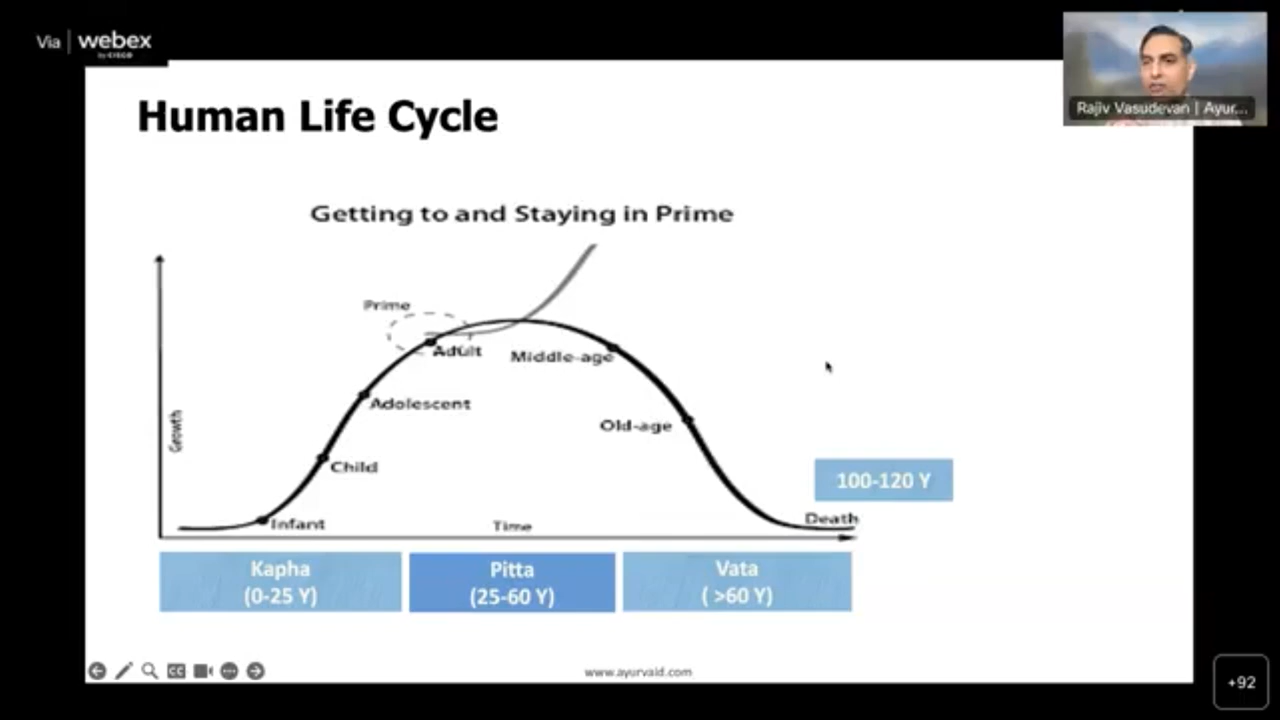 Via | webex
by CISCO
Rajiv Vasudevan | Ayur...
Human Life Cycle
Getting to and Staying in Prime
Prime
Adult
Middle-age
Adolescent
Growth
Old-age
Child
100-120 Y
Infant
Time
Death
Kapha
(0-25 Y)
Pitta
(25-60 Y)
Vata
( >60 Y)
CC
www.ayurvaid.com
+92